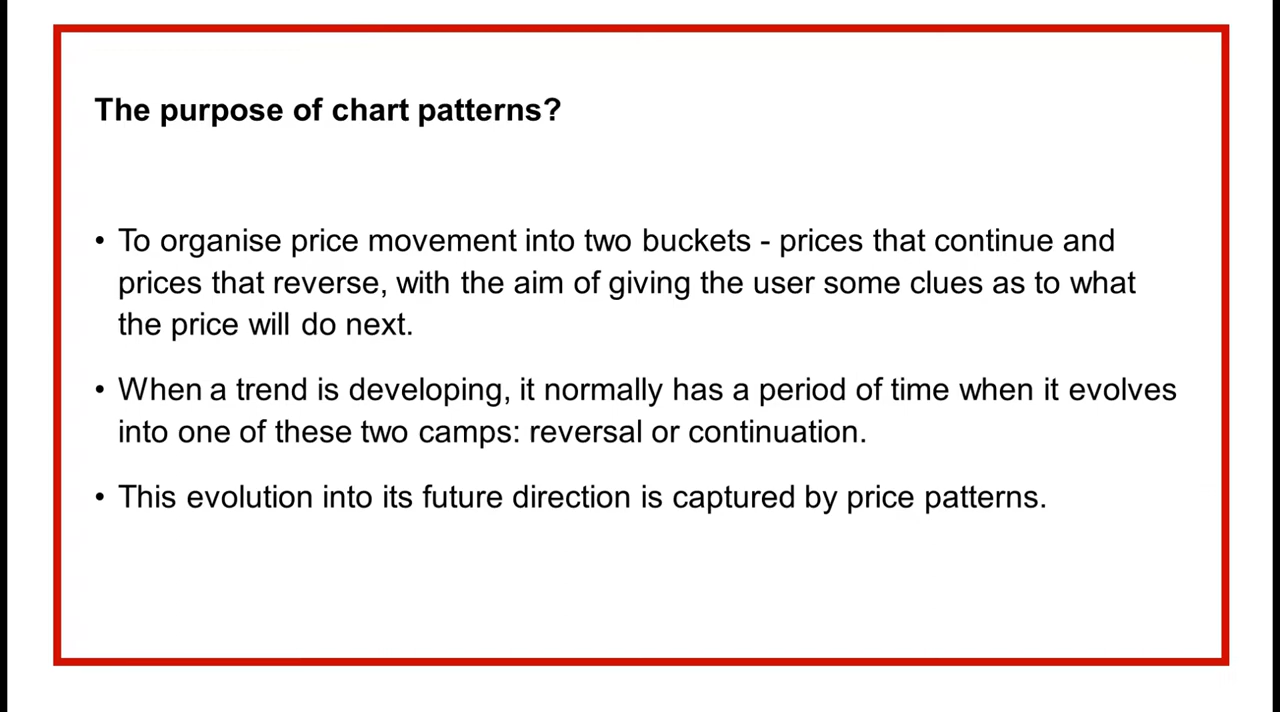 The purpose of chart patterns?
• To organise price movement into two buckets - prices that continue and
prices that reverse, with the aim of giving the user some clues as to what
the price will do next.
• When a trend is developing, it normally has a period of time when it evolves
into one of these two camps: reversal or continuation.
• This evolution into its future direction is captured by price patterns.